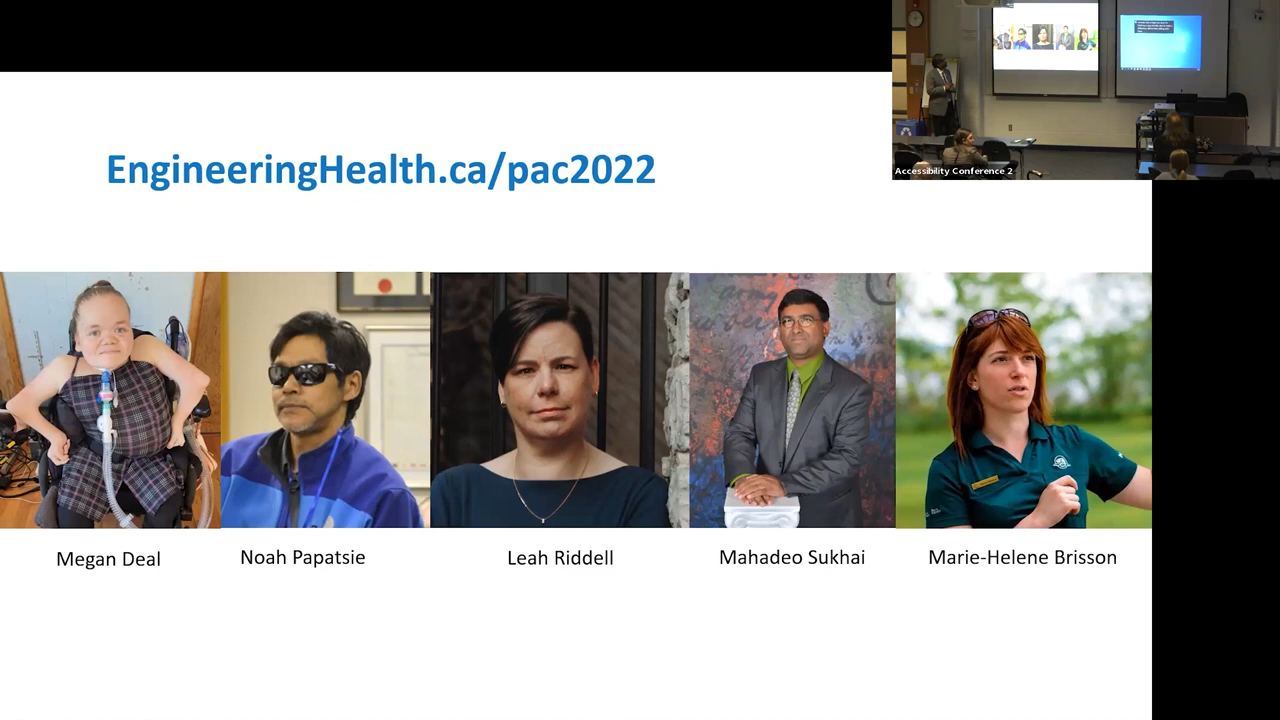 EngineeringHealth.ca/pac2022
Accessibility Conference 2
Megan Deal
Noah Papatsie
Leah Riddell
Mahadeo Sukhai
Marie-Helene Brisson